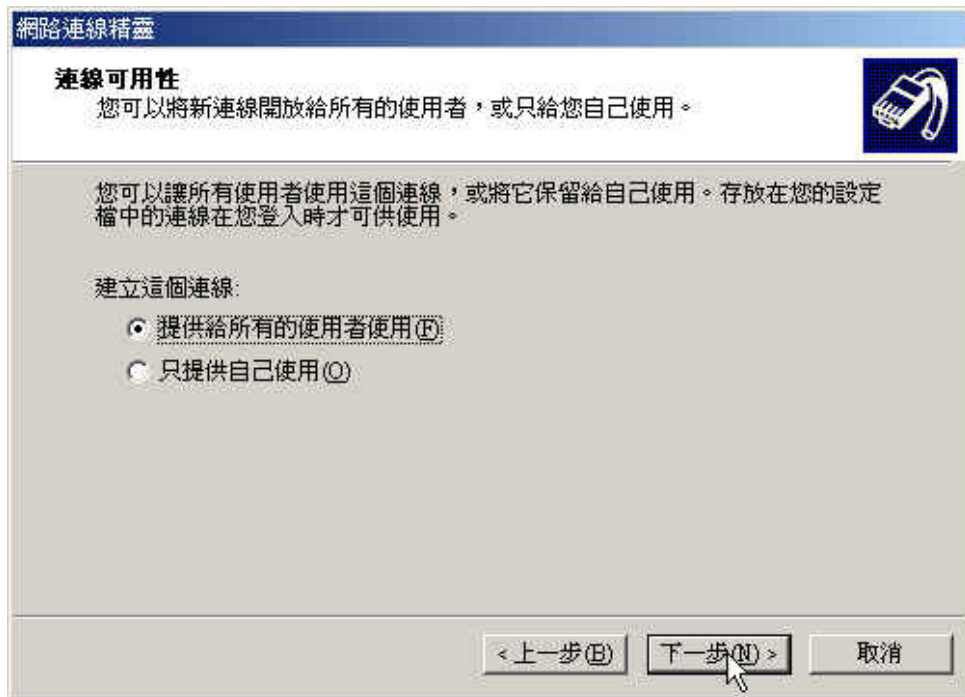 網路連線精靈
連線可用性
您可以將新連線開放給所有的使用者，或只給您自己使用。
您可以讓所有使用者使用這個連線，或將它保留給自己使用。存放在您的設定
檔中的連線在您登入時才可供使用。
建立這個連線:
提供給所有的使用者使用(F)
只提供自己使用(O)
<上一步(B) 下一步(N)> 取消